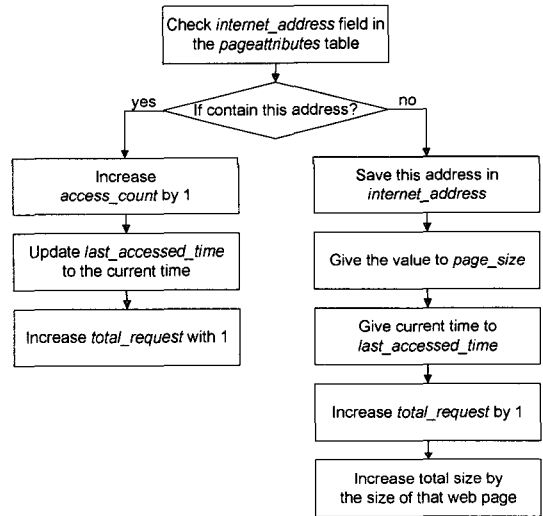 Check internet_address field in
the pageattributes table
If contain this address?
yes
no
Increase
access_count by 1
Update last_accessed_time
to the current time
Increase total_request with 1
Save this address in
internet_address
Give the value to page_size
Give current time to
last_accessed_time
Increase total_request by 1
Increase total size by
the size of that web page